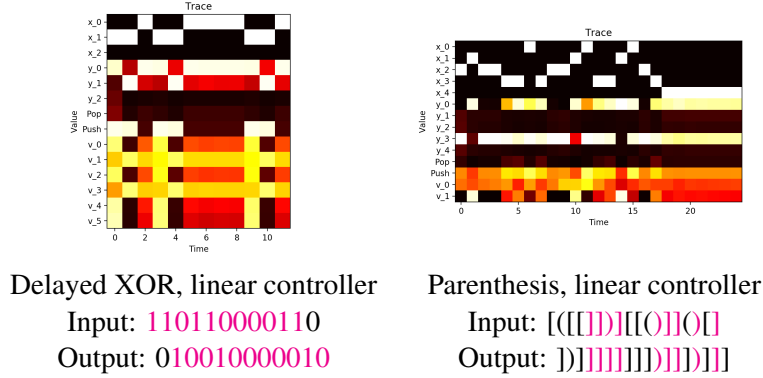 Trace
x_0
x_1
x_2
y_0
y_1
y_2
Pop
Push
v_0
v_1
v_2
v_3
v_4
v_5
Value
0 2 4 6 8 10
Time
Trace
x_0
x_1
x_2
x_3
x_4
y_0
y_1
y_2
y_3
y_4
Pop
Push
v_0
v_1
Value
0 5 10 15 20
Time
Delayed XOR, linear controller
Input: 110110000110
Output: 010010000010
Parenthesis, linear controller
Input: [([[]])][[()]]()[]
Output: ])]]]]]]]])]]])]]]